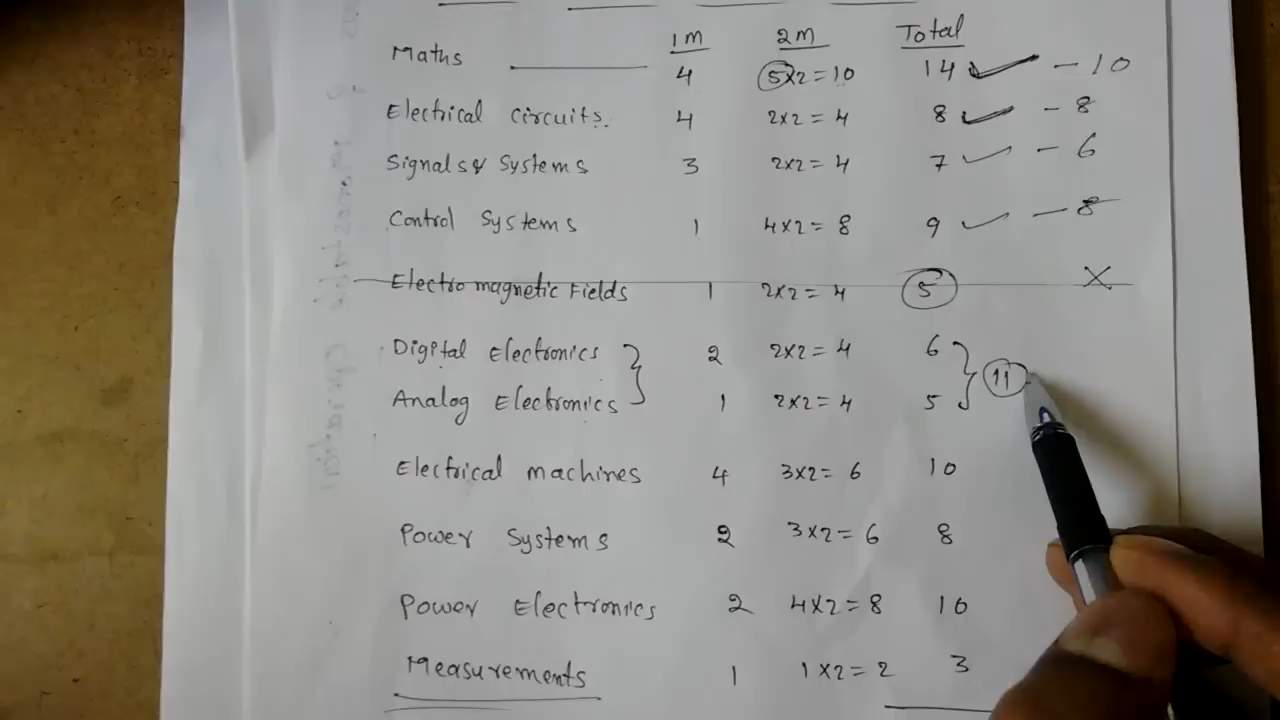 1M 2M Total
Maths 4 5x2=10 14 ✓ - 10
Electrical circuits. 4 2x2=4 8 ✓ - 8
Signals & Systems 3 2x2=4 7 ✓ - 6
Control Systems 1 4x2=8 9 ✓ - 8
Electro magnetic Fields 1 2x2=4 5 X
Digital Electronics 2 2x2=4 6
11
Analog Electronics 1 2x2=4 5
Electrical machines 4 3x2=6 10
Power Systems 2 3x2=6 8
Power Electronics 2 4x2=8 10
Measurements 1 1x2=2 3